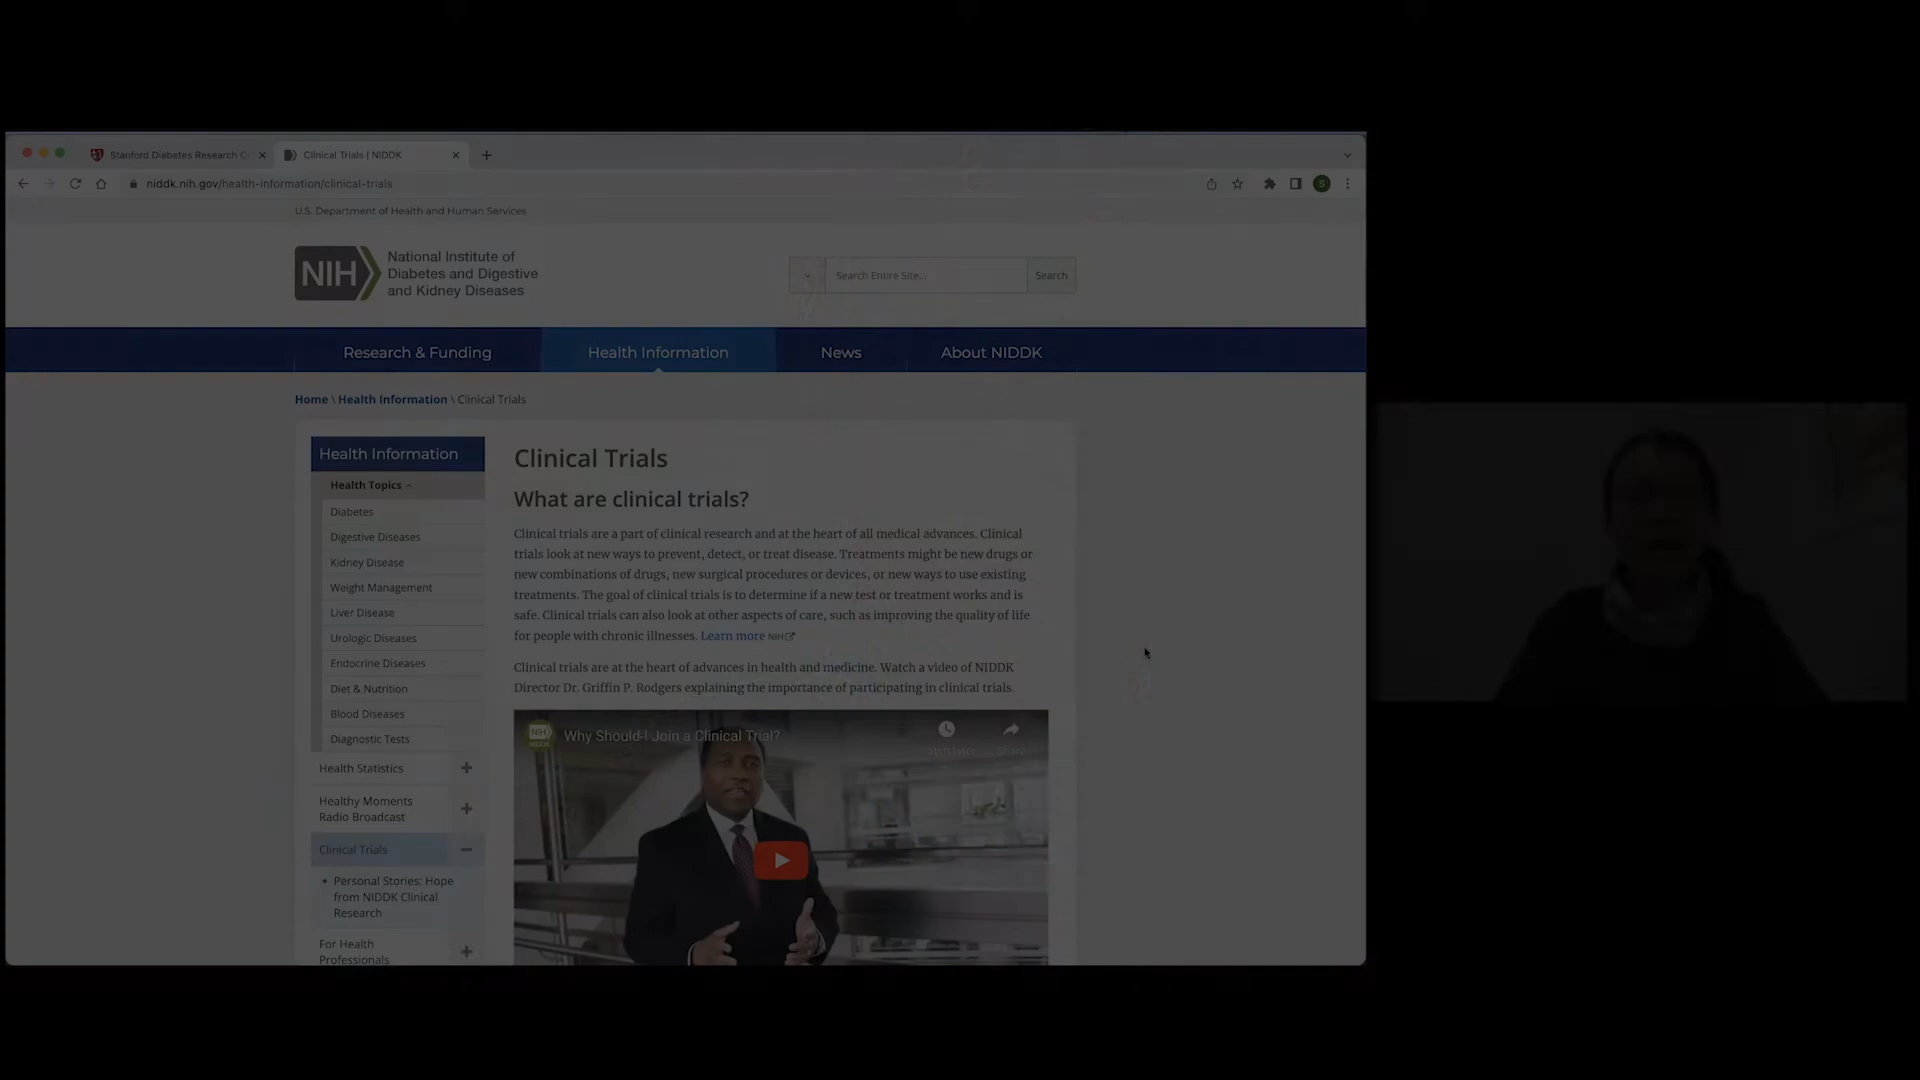 Stanford Diabetes Research C
Clinical Trials | NIDDK
niddk.nih.gov/health-information/clinical-trials
S
U.S. Department of Health and Human Services
NIH
National Institute of
Diabetes and Digestive
and Kidney Diseases
Search Entire Site...
Search
Research & Funding
Health Information
News
About NIDDK
Home \ Health Information \ Clinical Trials
Health Information
Health Topics
Diabetes
Digestive Diseases
Kidney Disease
Weight Management
Liver Disease
Urologic Diseases
Endocrine Diseases
Diet & Nutrition
Blood Diseases
Diagnostic Tests
Health Statistics
Healthy Moments
Radio Broadcast
Clinical Trials
• Personal Stories: Hope
from NIDDK Clinical
Research
For Health
Professionals
Clinical Trials
What are clinical trials?
Clinical trials are a part of clinical research and at the heart of all medical advances. Clinical
trials look at new ways to prevent, detect, or treat disease. Treatments might be new drugs or
new combinations of drugs, new surgical procedures or devices, or new ways to use existing
treatments. The goal of clinical trials is to determine if a new test or treatment works and is
safe. Clinical trials can also look at other aspects of care, such as improving the quality of life
for people with chronic illnesses. Learn more NIH
Clinical trials are at the heart of advances in health and medicine. Watch a video of NIDDK
Director Dr. Griffin P. Rodgers explaining the importance of participating in clinical trials.
NIH
NIDDK
Why Should I Join a Clinical Trial?
Share